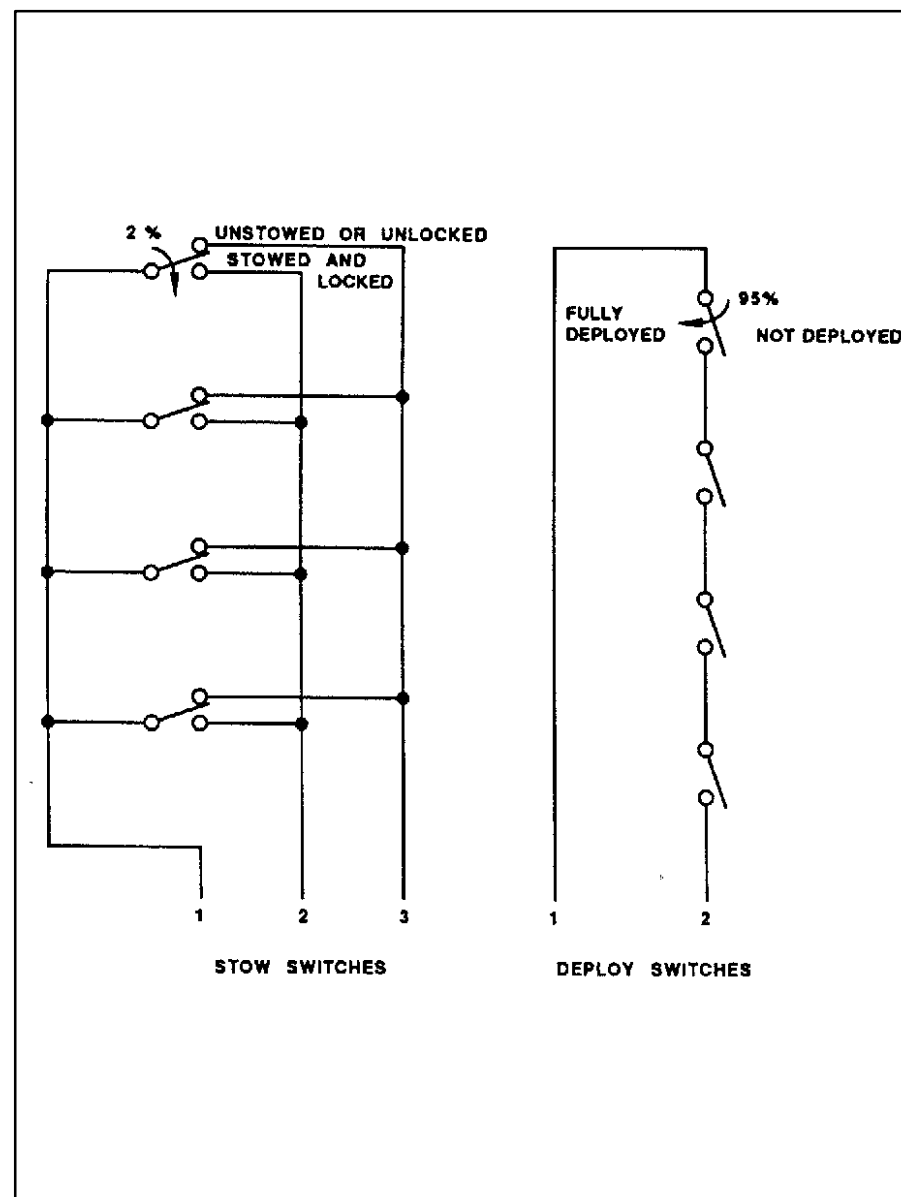 2 %
UNSTOWED OR UNLOCKED
STOWED AND
LOCKED
1
2
3
STOW SWITCHES
95%
FULLY
DEPLOYED
NOT DEPLOYED
1
2
DEPLOY SWITCHES